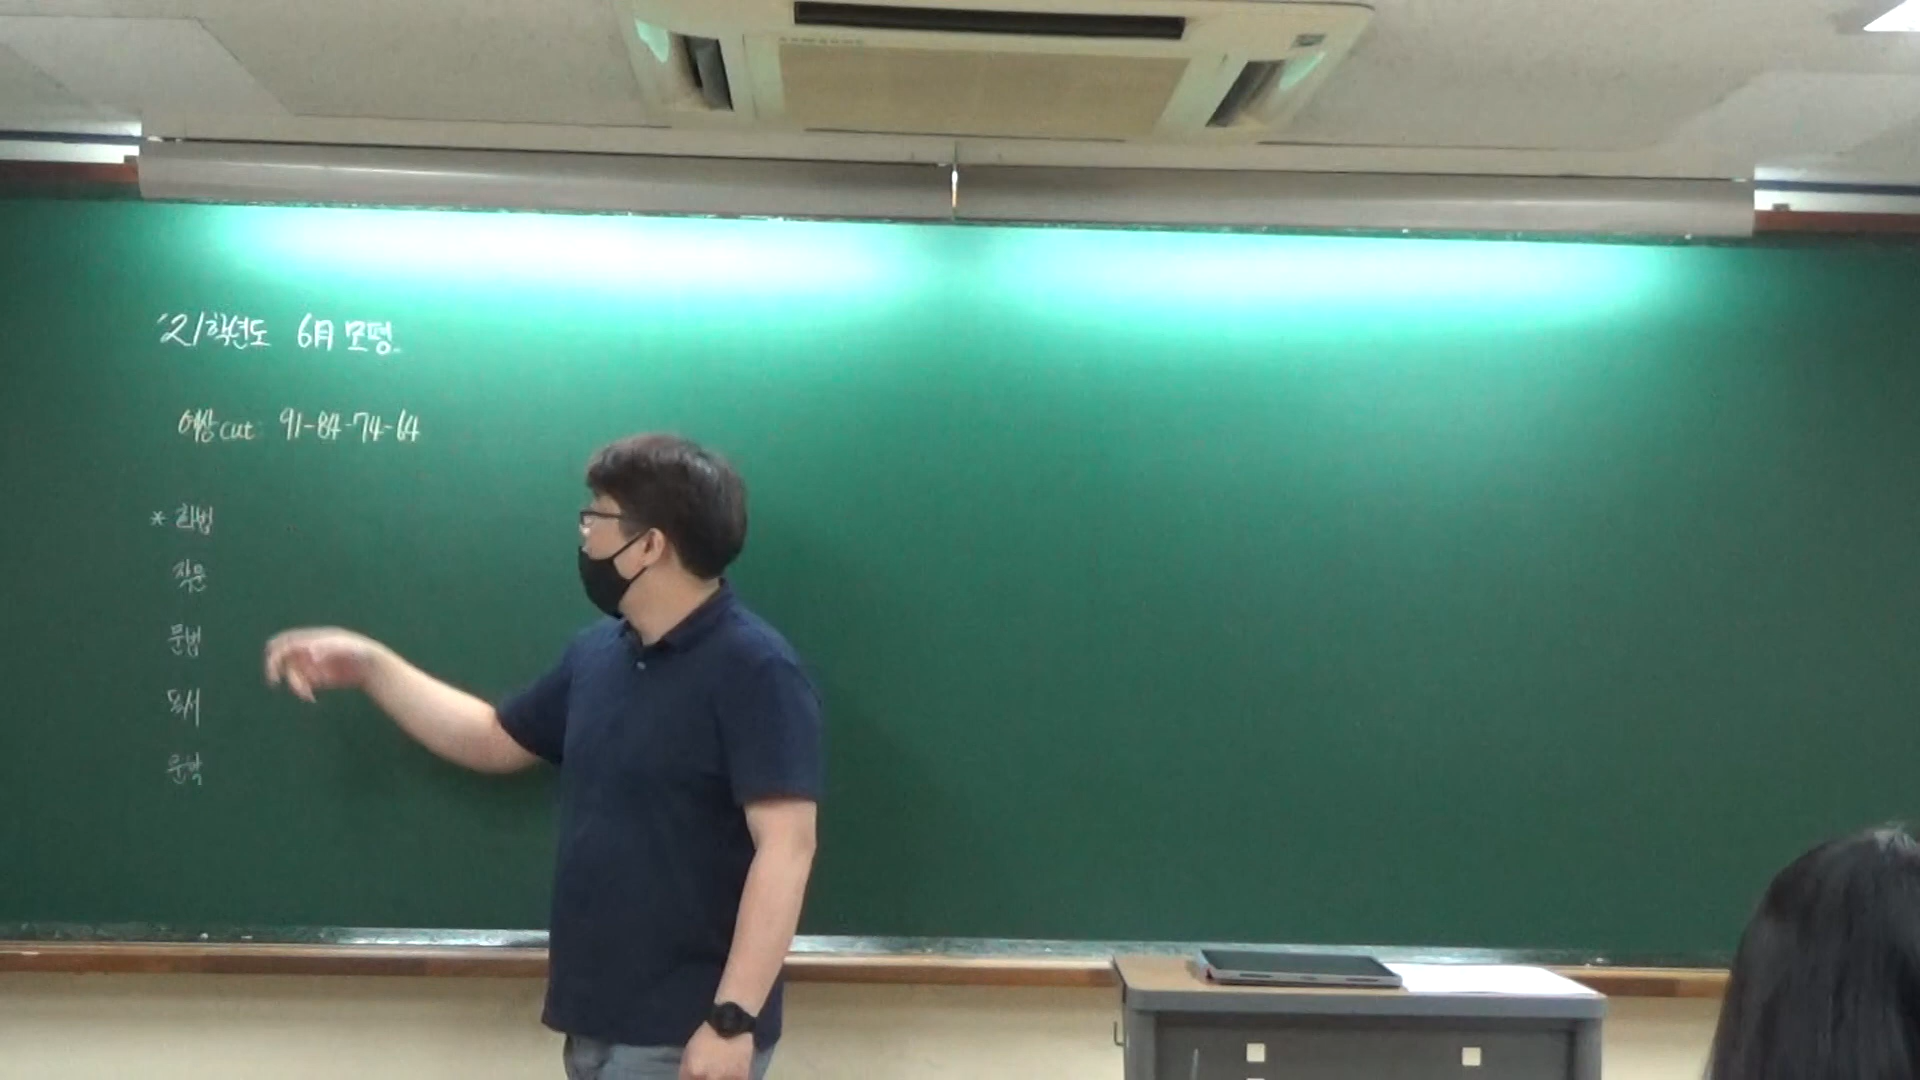 SAMSUNG
'21학년도 6月 모평
예상 cut: 91-84-74-64
* 화법
작문
문법
독서
문학